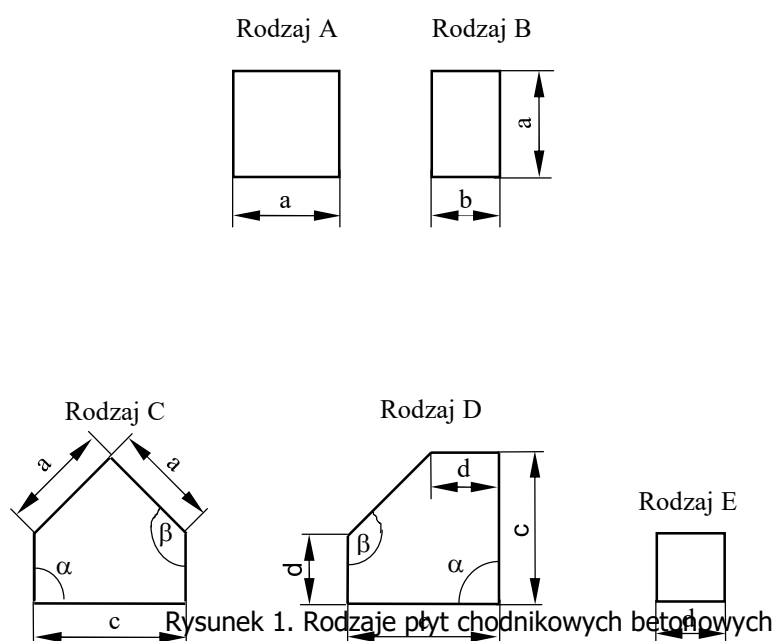 Rodzaj A Rodzaj B
a
a b
Rodzaj C Rodzaj D
a a
d
Rodzaj E
β β
c
α α
d
c Rysunek 1. Rodzaje płyt chodnikowych betonowych
d